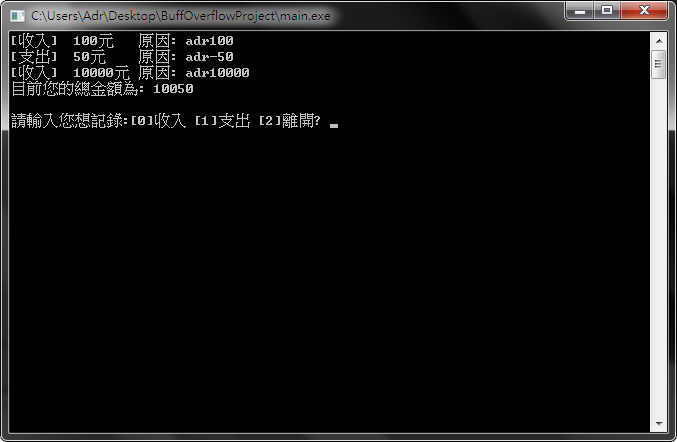 C:\Users\Adr\Desktop\BuffOverflowProject\main.exe
[收入] 100元 原因: adr100
[支出] 50元 原因: adr-50
[收入] 10000元 原因: adr10000
目前您的總金額為: 10050
請輸入您想記錄:[0]收入 [1]支出 [2]離開?